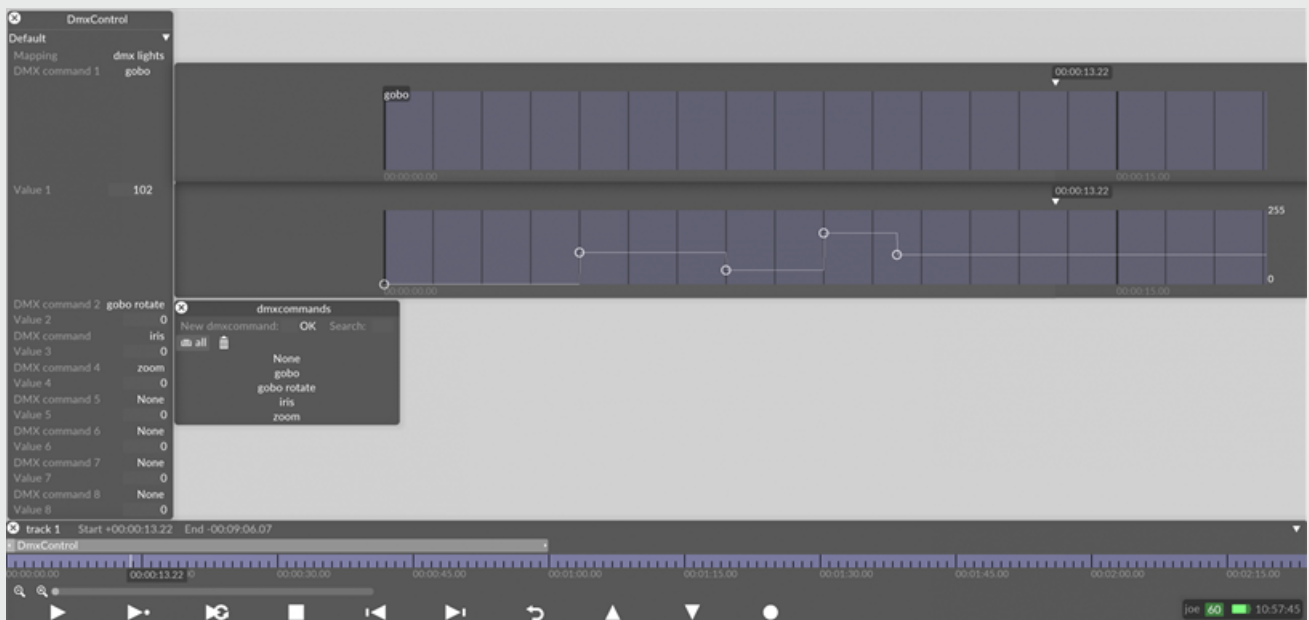 DmxControl
Default
Mapping dmx lights
DMX command 1 gobo
00:00:13.22
gobo
00:00:00.00 00:00:15.00
Value 1 102
00:00:13.22
255
0
00:00:00.00 00:00:15.00
DMX command 2 gobo rotate
Value 2 0
DMX command iris
Value 3 0
DMX command 4 zoom
Value 4 0
DMX command 5 None
Value 5 0
DMX command 6 None
Value 6 0
DMX command 7 None
Value 7 0
DMX command 8 None
Value 8 0
dmxcommands
New dmxcommand: OK Search:
all
None
gobo
gobo rotate
iris
zoom
track 1 Start +00:00:13.22 End -00:09:06.07
DmxControl
00:00:00.00 00:00:13.22 00:00:30.00 00:00:45.00 00:01:00.00 00:01:15.00 00:01:30.00 00:01:45.00 00:02:00.00 00:02:15.00
joe 60 10:57:45